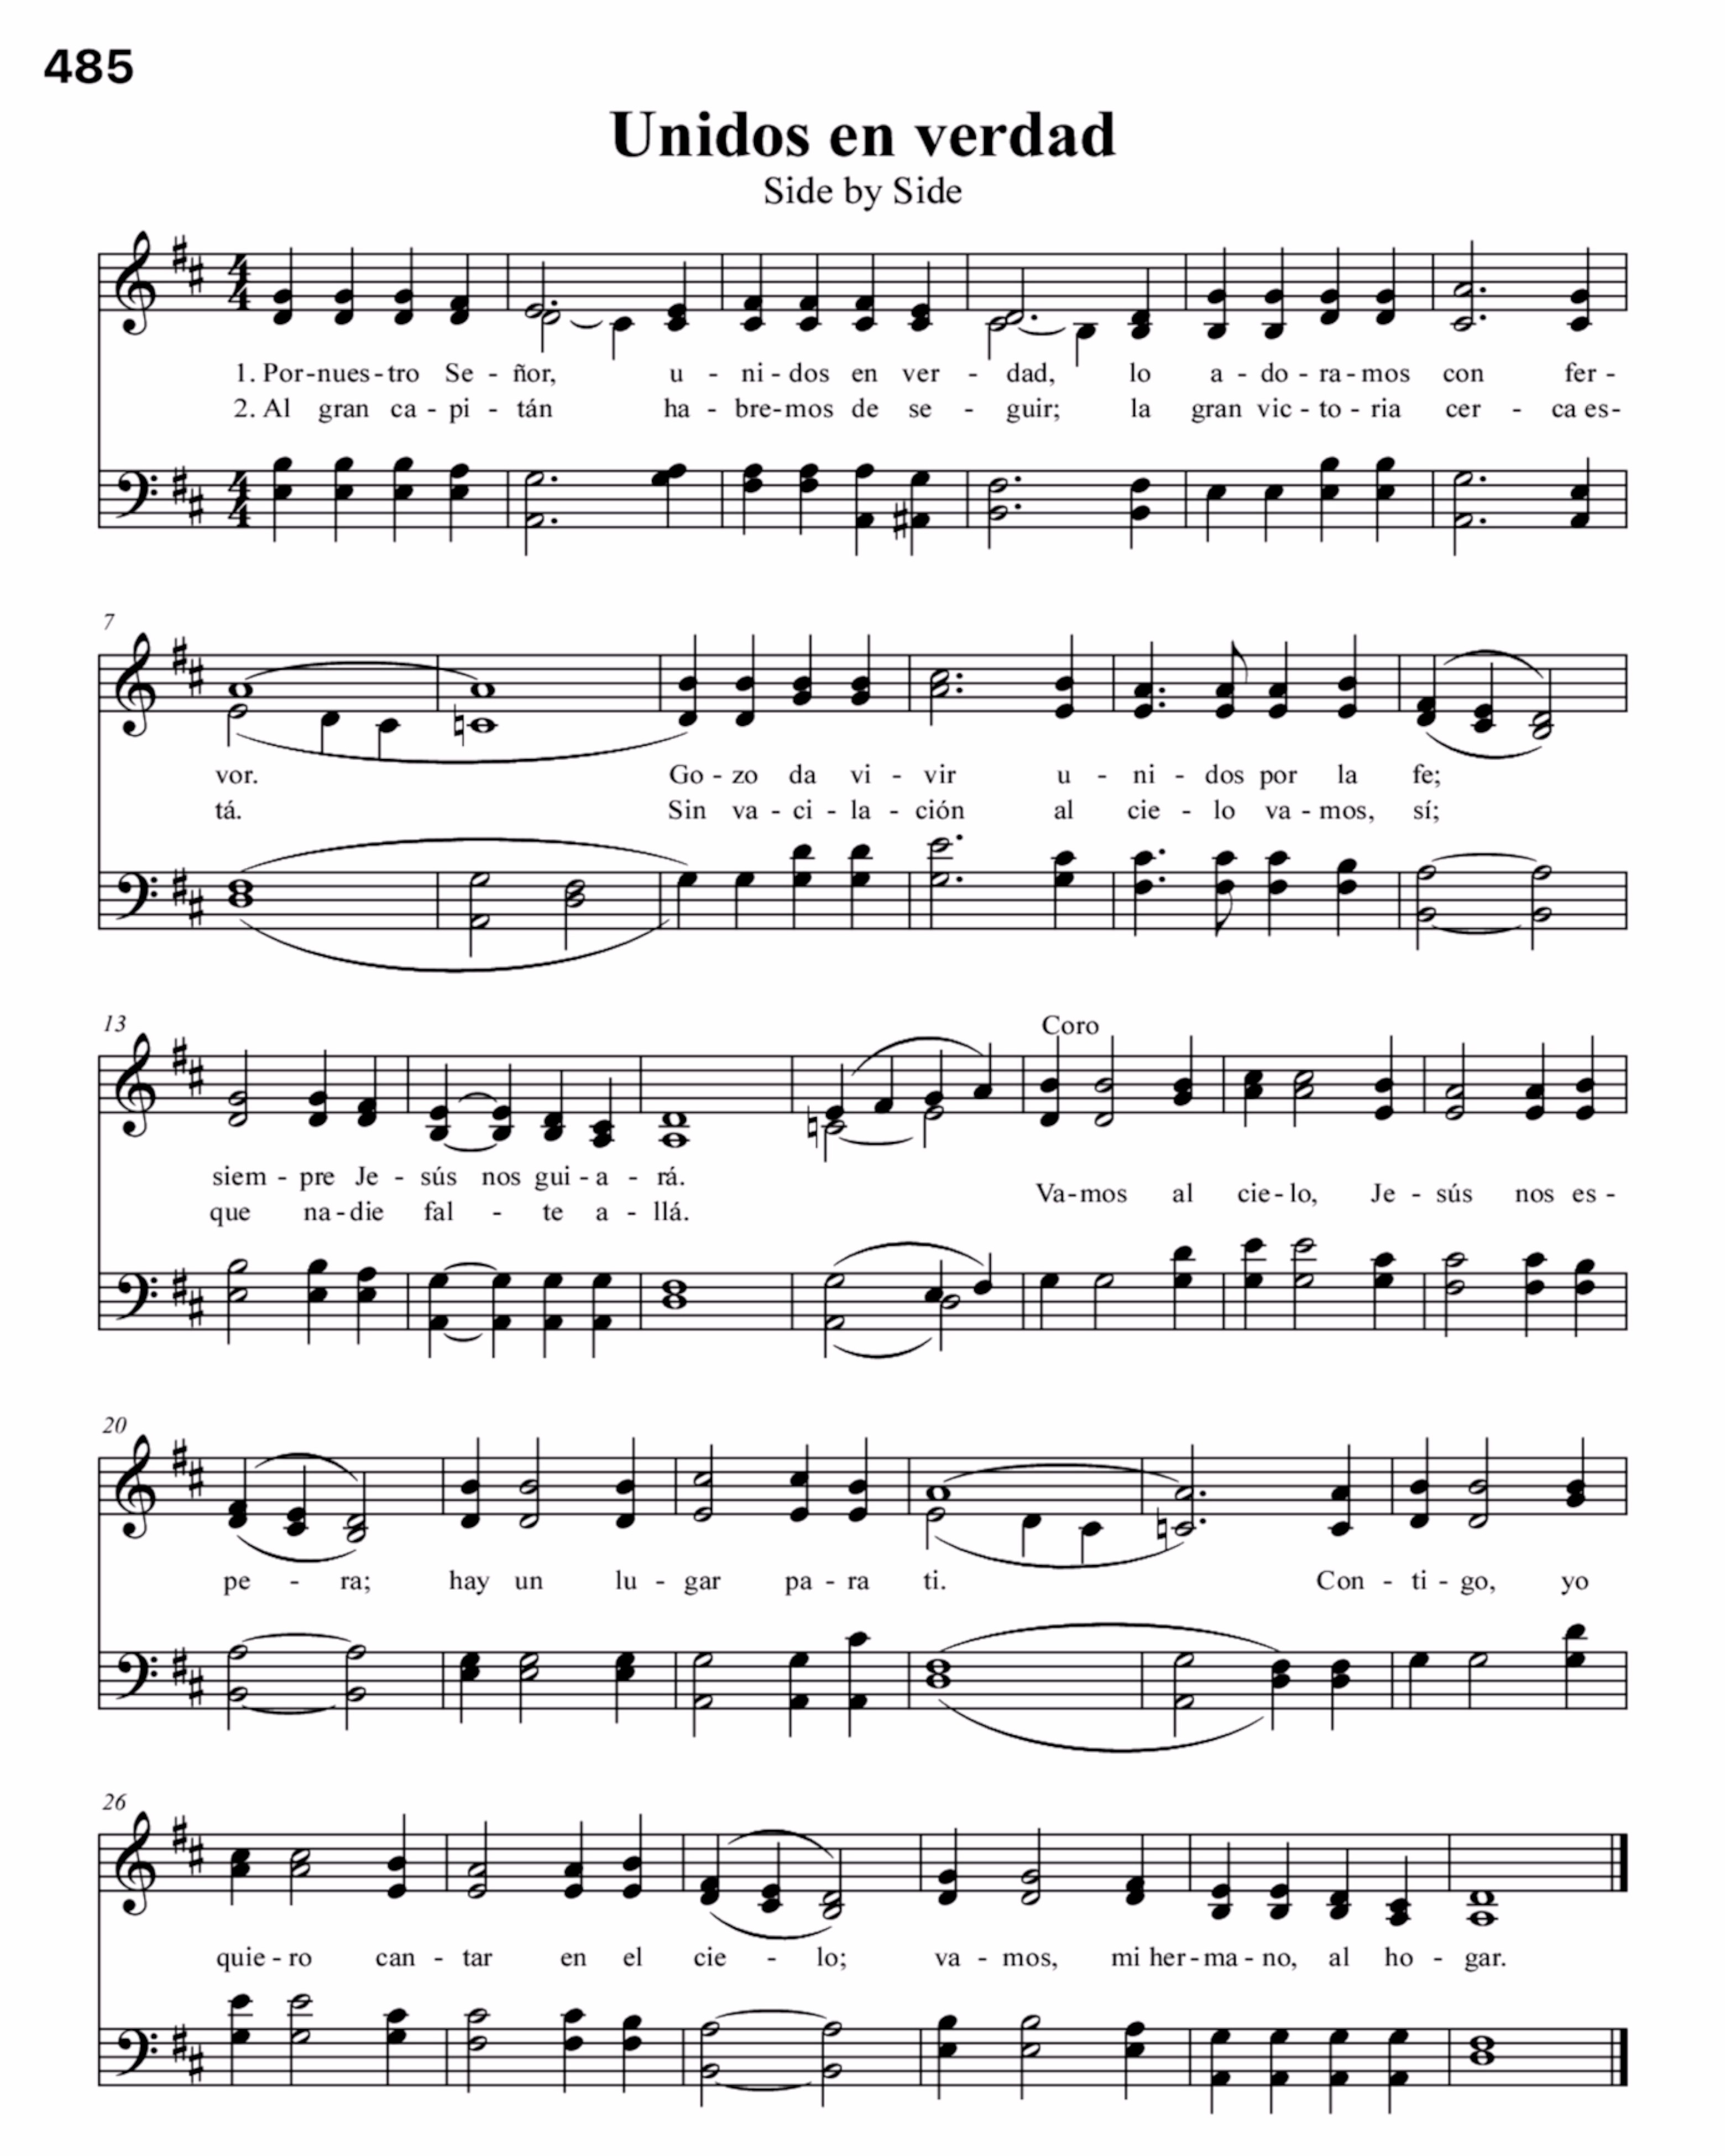 485
Unidos en verdad
Side by Side
1. Por-nues-tro Se - ñor, u - ni - dos en ver - dad, lo a - do - ra - mos con fer -
2. Al gran ca - pi - tán ha - bre-mos de se - guir; la gran vic - to - ria cer - ca es-
7
vor. Go - zo da vi - vir u - ni - dos por la fe;
tá. Sin va - ci - la - ción al cie - lo va - mos, sí;
13
Coro
siem - pre Je - sús nos gui - a - rá.
Va-mos al cie - lo, Je - sús nos es -
que na - die fal - te a - llá.
20
pe - ra; hay un lu - gar pa - ra ti. Con - ti - go, yo
26
quie - ro can - tar en el cie - lo; va - mos, mi her - ma - no, al ho - gar.